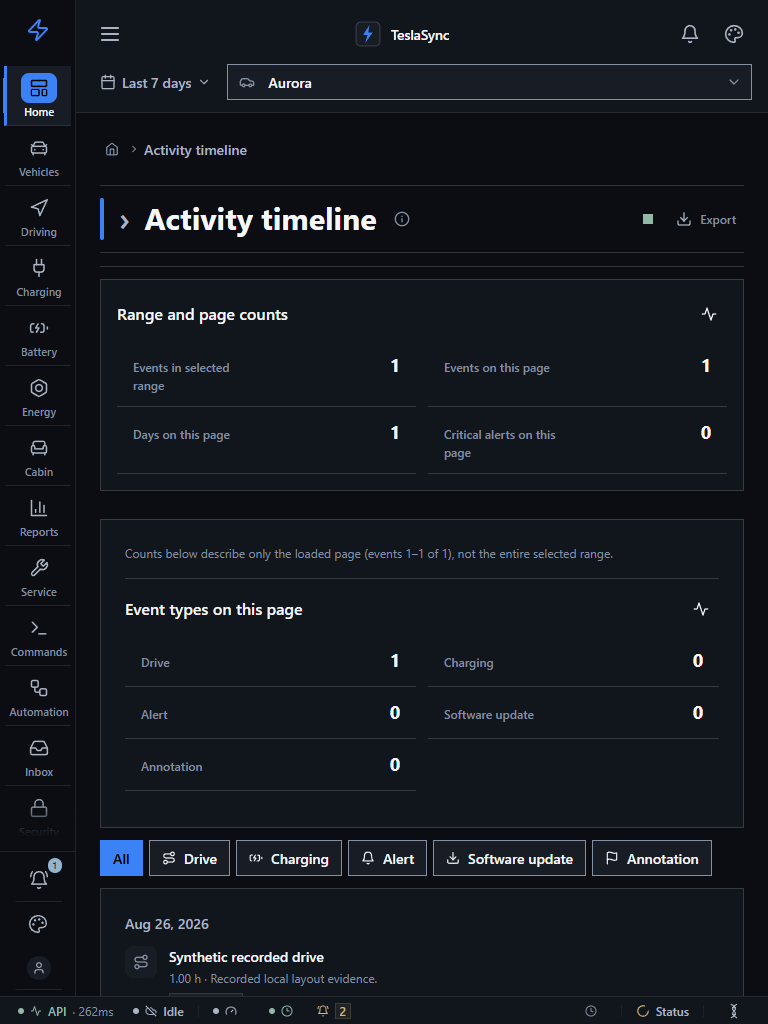 TeslaSync
Last 7 days
Aurora
Home
Vehicles
Driving
Charging
Battery
Energy
Cabin
Reports
Service
Commands
Automation
Inbox
Security
1
Activity timeline
› Activity timeline
Export
Range and page counts
Events in selected range
1
Events on this page
1
Days on this page
1
Critical alerts on this page
0
Counts below describe only the loaded page (events 1–1 of 1), not the entire selected range.
Event types on this page
Drive
1
Charging
0
Alert
0
Software update
0
Annotation
0
All
Drive
Charging
Alert
Software update
Annotation
Aug 26, 2026
Synthetic recorded drive
1.00 h · Recorded local layout evidence.
API · 262ms
Idle
2
Status